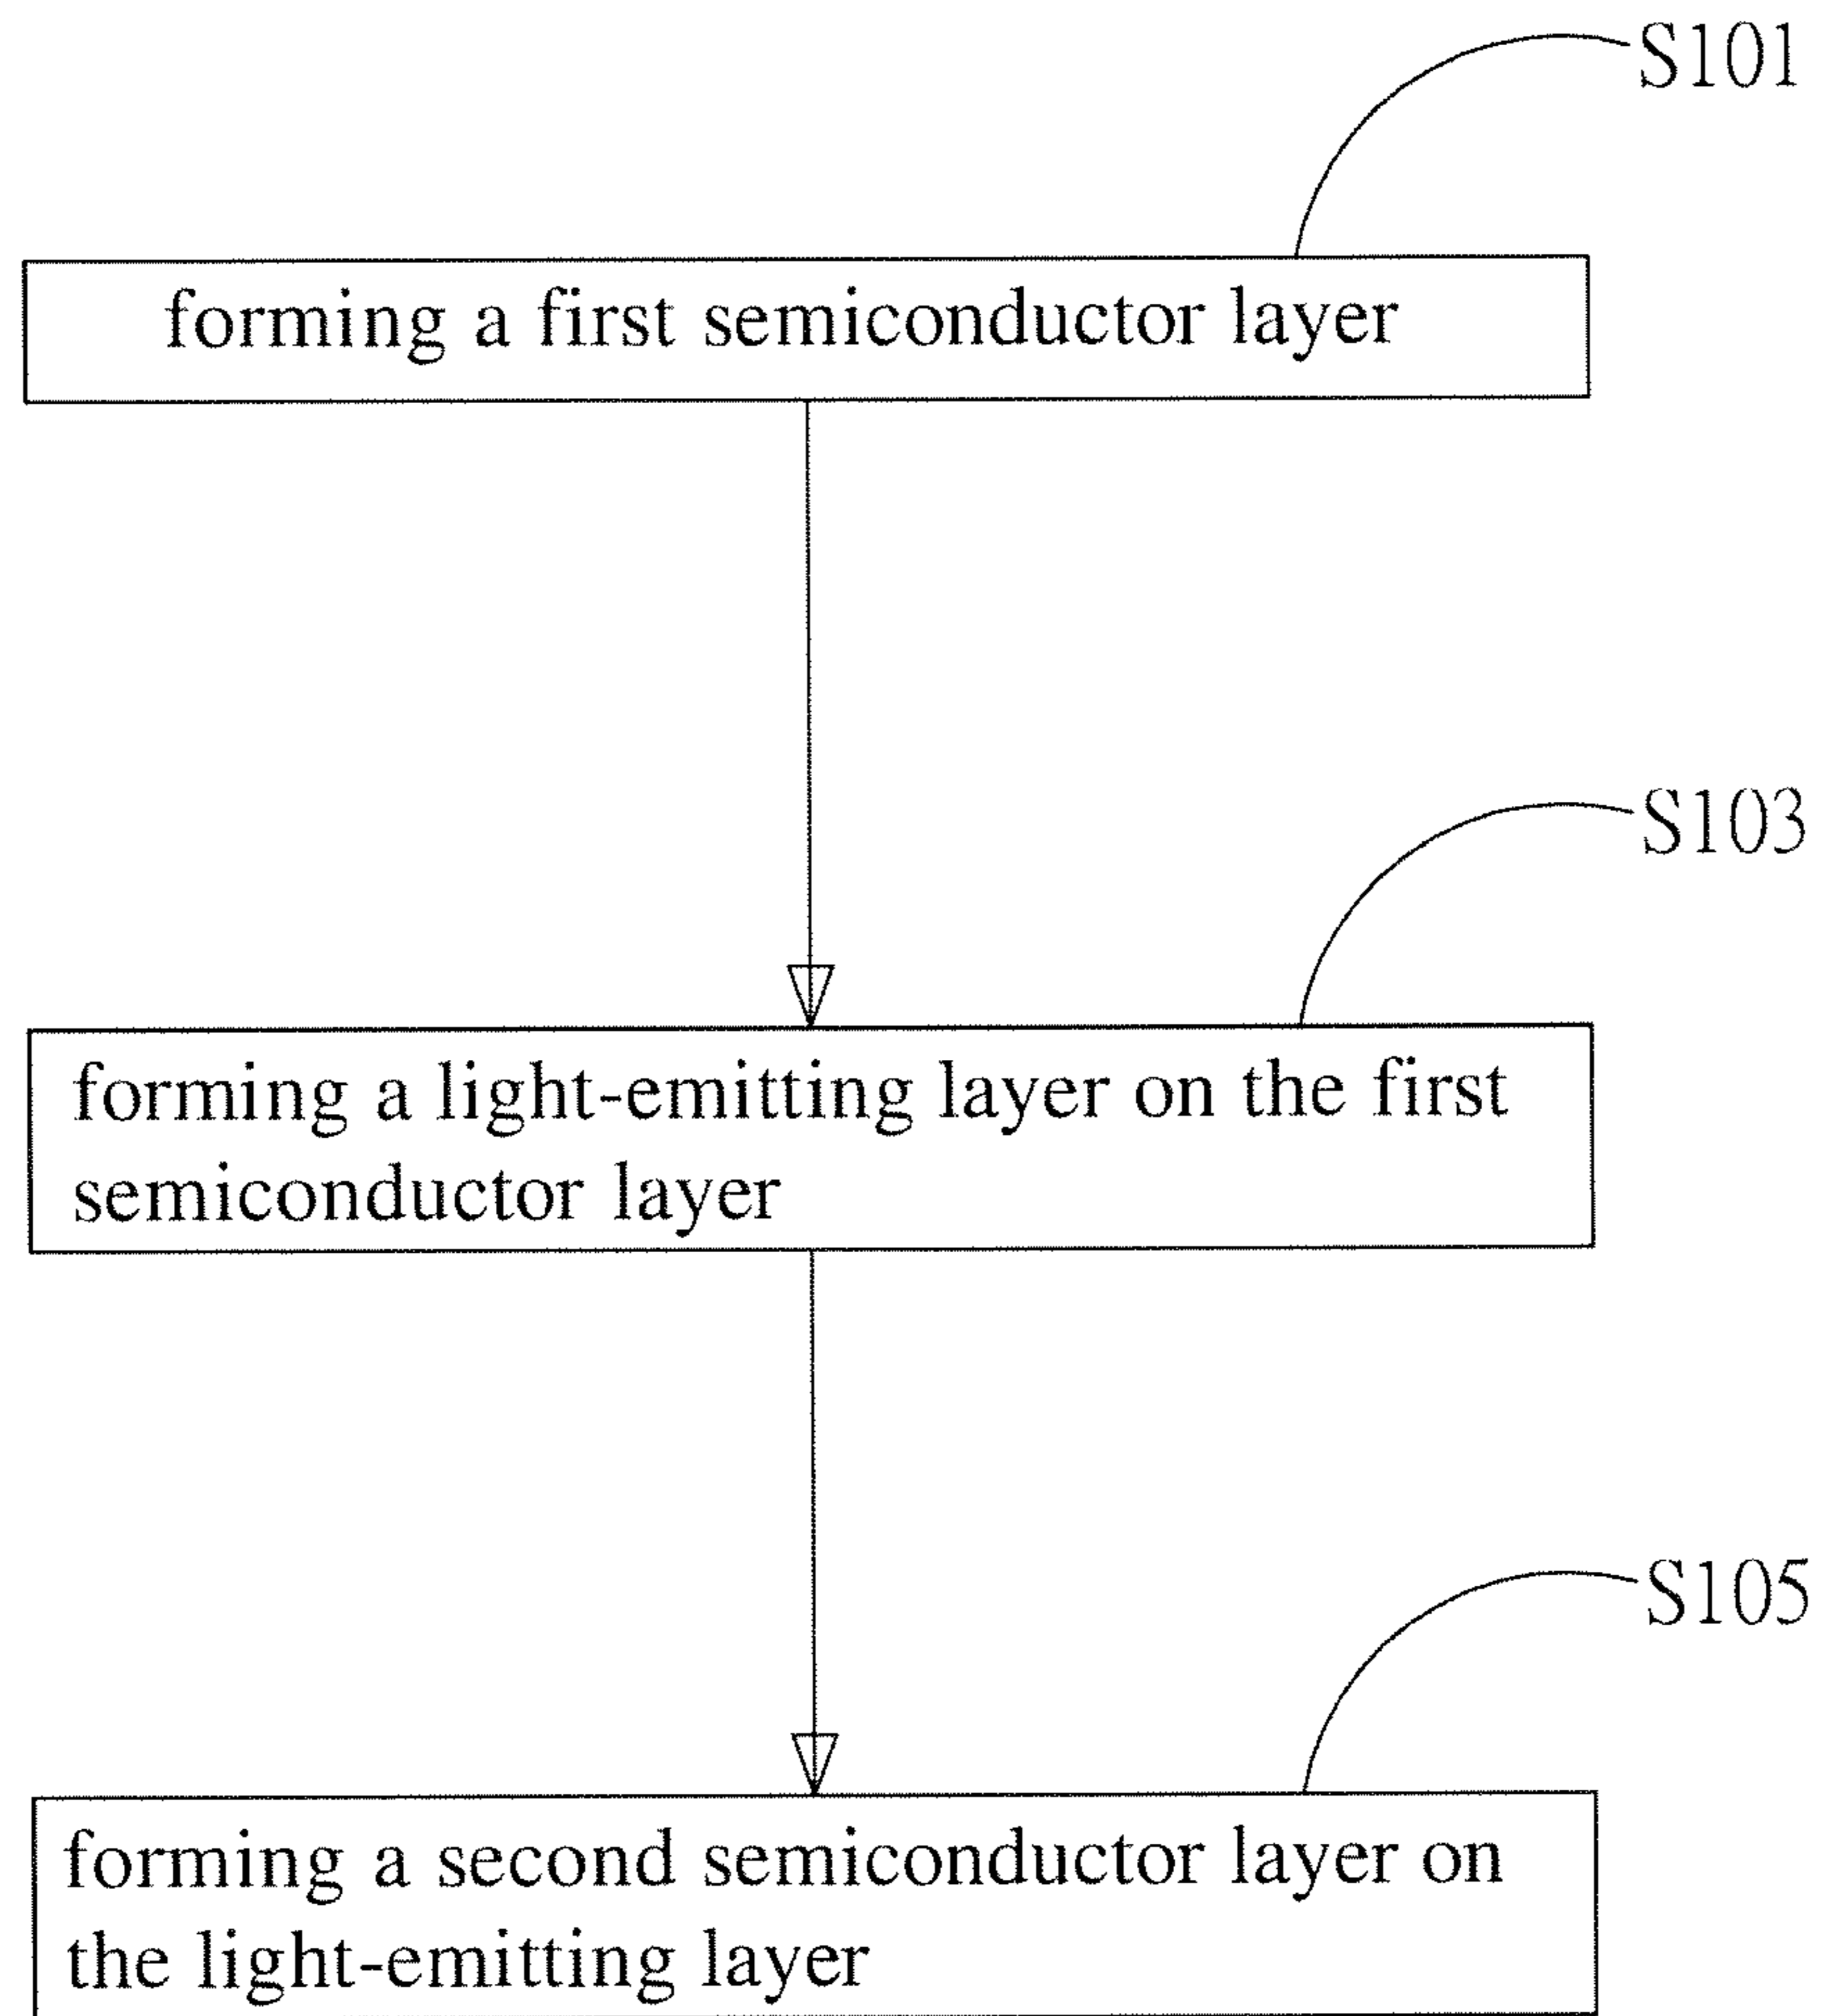 S101
forming a first semiconductor layer
S103
forming a light-emitting layer on the first
semiconductor layer
S105
forming a second semiconductor layer on
the light-emitting layer